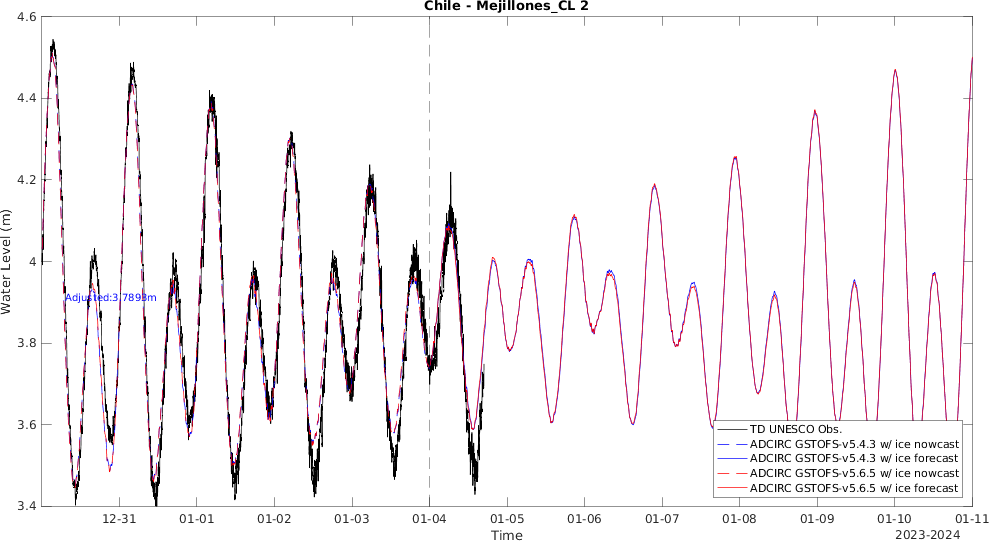 Chile - Mejillones_CL 2
4.6
4.4
4.2
4
3.8
3.6
3.4
Water Level (m)
Adjusted:3.7893m
TD UNESCO Obs.
ADCIRC GSTOFS-v5.4.3 w/ ice nowcast
ADCIRC GSTOFS-v5.4.3 w/ ice forecast
ADCIRC GSTOFS-v5.6.5 w/ ice nowcast
ADCIRC GSTOFS-v5.6.5 w/ ice forecast
12-31 01-01 01-02 01-03 01-04 01-05 01-06 01-07 01-08 01-09 01-10 01-11
Time
2023-2024